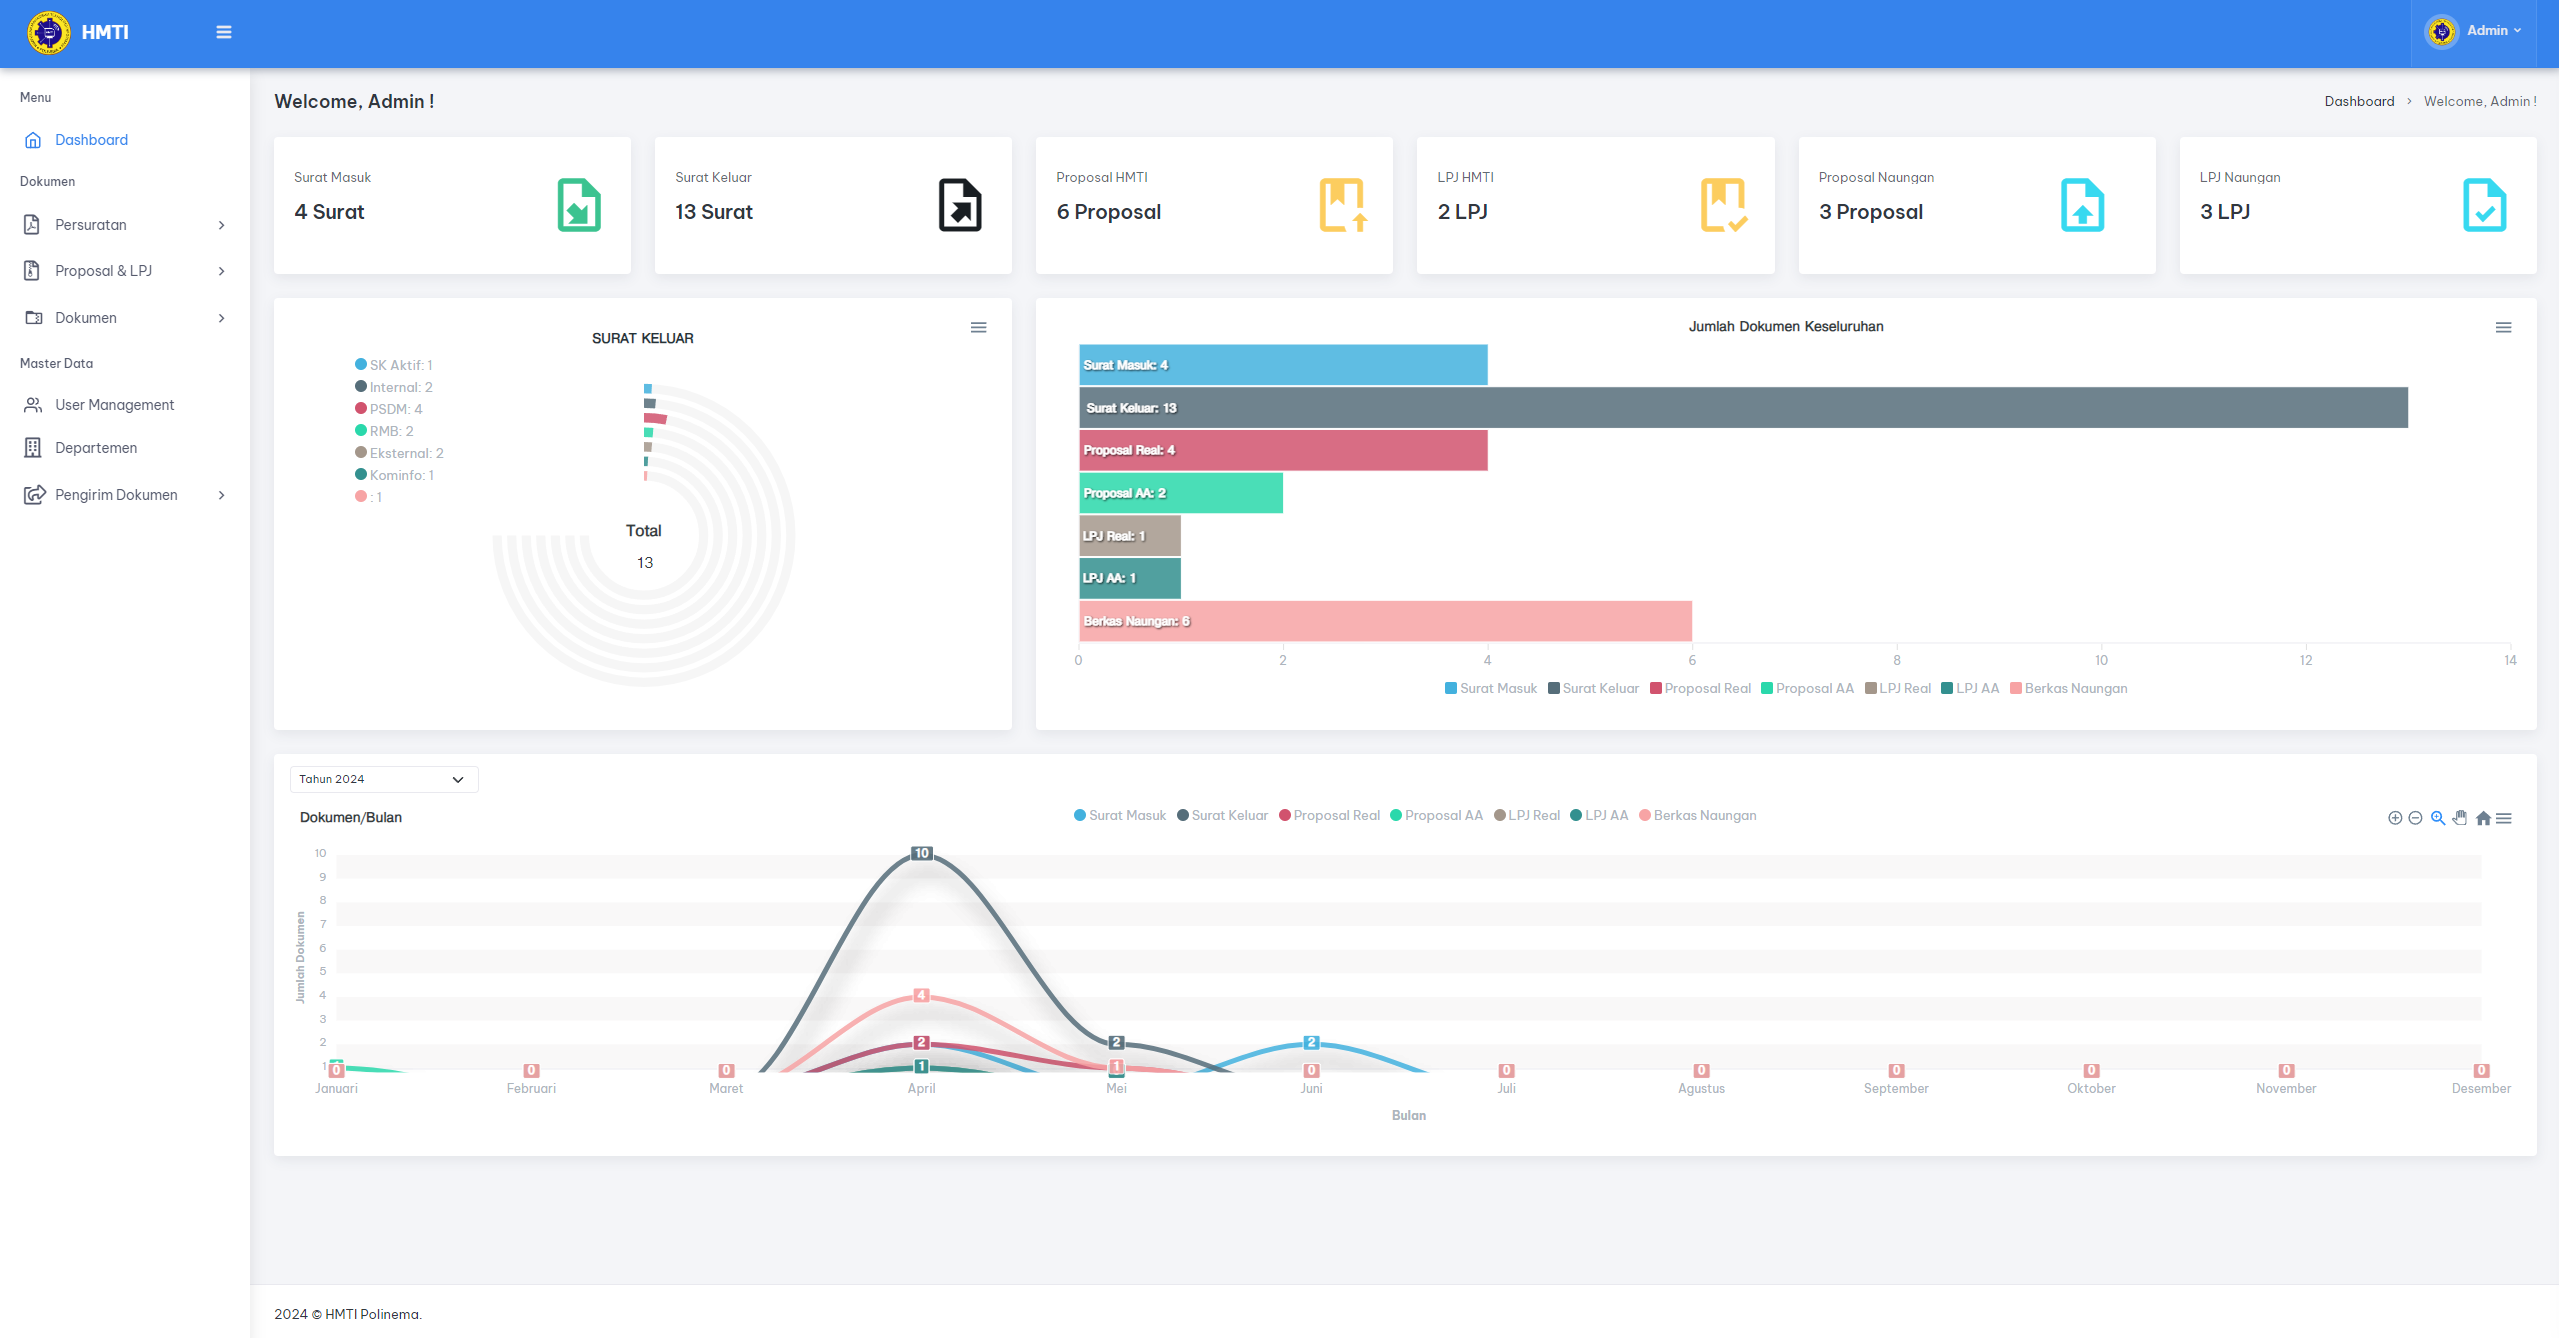 HMTI
Admin
Menu
Dashboard
Dokumen
Persuratan
Proposal & LPJ
Dokumen
Master Data
User Management
Departemen
Pengirim Dokumen
Welcome, Admin !
Dashboard > Welcome, Admin !
Surat Masuk
4 Surat
Surat Keluar
13 Surat
Proposal HMTI
6 Proposal
LPJ HMTI
2 LPJ
Proposal Naungan
3 Proposal
LPJ Naungan
3 LPJ
SURAT KELUAR
SK Aktif: 1
Internal: 2
PSDM: 4
RMB: 2
Eksternal: 2
Kominfo: 1
: 1
Total
13
Jumlah Dokumen Keseluruhan
Surat Masuk: 4
Surat Keluar: 13
Proposal Real: 4
Proposal AA: 2
LPJ Real: 1
LPJ AA: 1
Berkas Naungan: 6
0 2 4 6 8 10 12 14
Surat Masuk Surat Keluar Proposal Real Proposal AA LPJ Real LPJ AA Berkas Naungan
Tahun 2024
Dokumen/Bulan
Surat Masuk Surat Keluar Proposal Real Proposal AA LPJ Real LPJ AA Berkas Naungan
Jumlah Dokumen
10
9
8
7
6
5
4
3
2
1
10
4
2
2
2
1
1
0 0 0 0 0 0 0 0 0 0
Januari Februari Maret April Mei Juni Juli Agustus September Oktober November Desember
Bulan
2024 © HMTI Polinema.